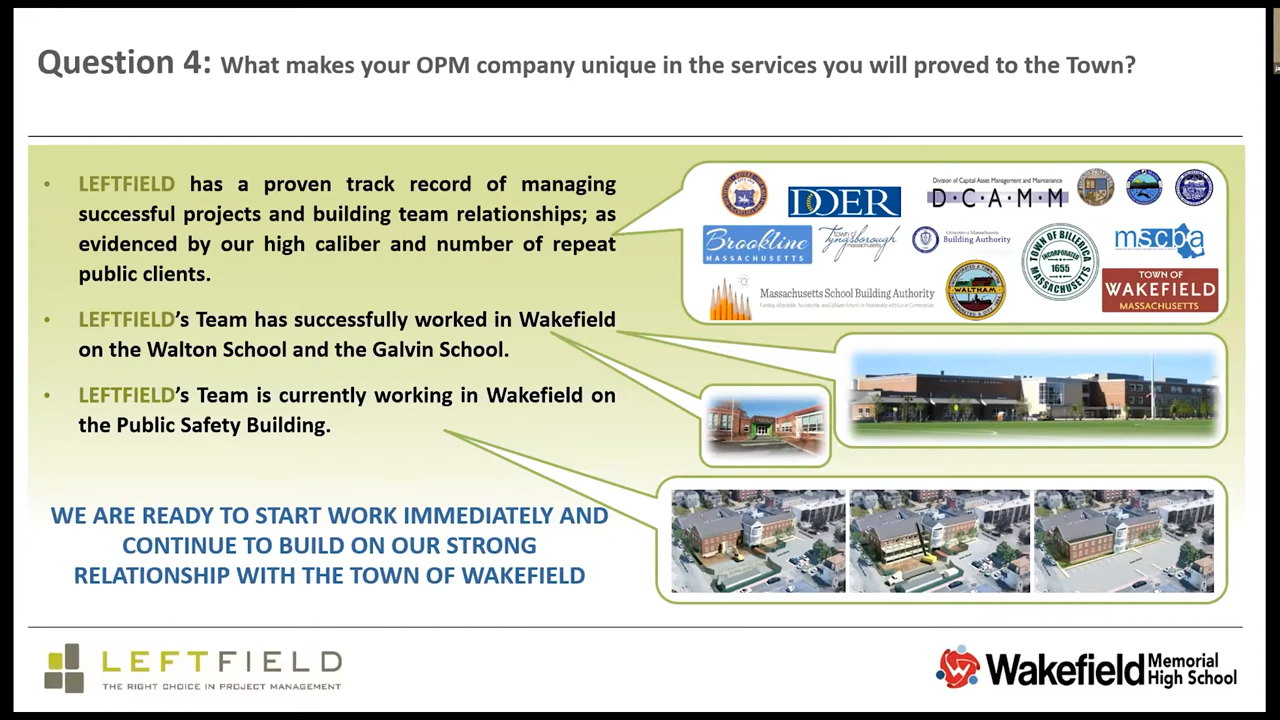 Question 4: What makes your OPM company unique in the services you will proved to the Town?
• LEFTFIELD has a proven track record of managing
successful projects and building team relationships; as
evidenced by our high caliber and number of repeat
public clients.
• LEFTFIELD’s Team has successfully worked in Wakefield
on the Walton School and the Galvin School.
• LEFTFIELD’s Team is currently working in Wakefield on
the Public Safety Building.
WE ARE READY TO START WORK IMMEDIATELY AND
CONTINUE TO BUILD ON OUR STRONG
RELATIONSHIP WITH THE TOWN OF WAKEFIELD
DOER
Division of Capital Asset Management and Maintenance
D·C·A·M·M
Brookline
MASSACHUSETTS
town of
tyngsborough
massachusetts
University of Massachusetts
Building Authority
TOWN OF BILLERICA
INCORPORATED
1655
MASSACHUSETTS
mscba
Massachusetts School Building Authority
WALTHAM
TOWN OF
WAKEFIELD
MASSACHUSETTS
LEFTFIELD
THE RIGHT CHOICE IN PROJECT MANAGEMENT
Wakefield Memorial
High School